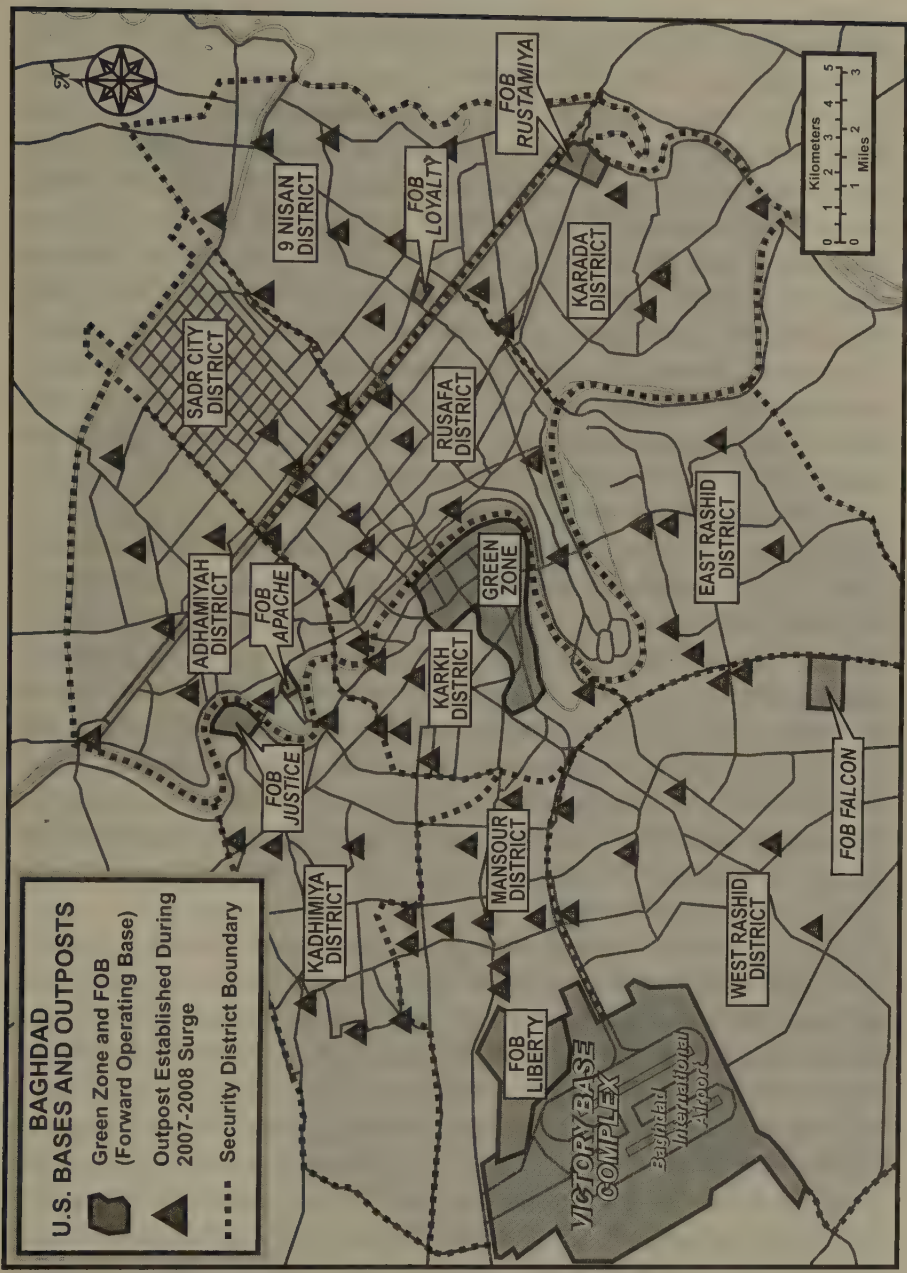 BAGHDAD
U.S. BASES AND OUTPOSTS
Green Zone and FOB
(Forward Operating Base)
Outpost Established During
2007-2008 Surge
Security District Boundary
N
SADR CITY
DISTRICT
9 NISAN
DISTRICT
FOB
LOYALTY
FOB
RUSTAMIYA
ADHAMIYAH
DISTRICT
FOB
APACHE
RUSAFA
DISTRICT
KARADA
DISTRICT
FOB
JUSTICE
KARKH
DISTRICT
GREEN
ZONE
KADHIMIYA
DISTRICT
MANSOUR
DISTRICT
EAST RASHID
DISTRICT
FOB
LIBERTY
VICTORY BASE
COMPLEX
Baghdad
International
Airport
WEST RASHID
DISTRICT
FOB FALCON
Kilometers
0 1 2 3 4 5
0 1 2 3
Miles